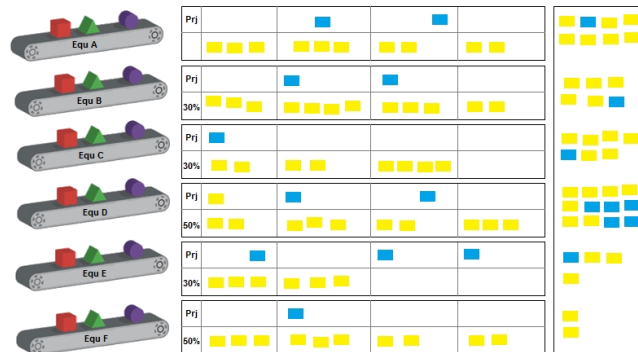 Equ A
Prj
Equ B
Prj
30%
Equ C
Prj
30%
Equ D
Prj
50%
Equ E
Prj
30%
Equ F
Prj
50%